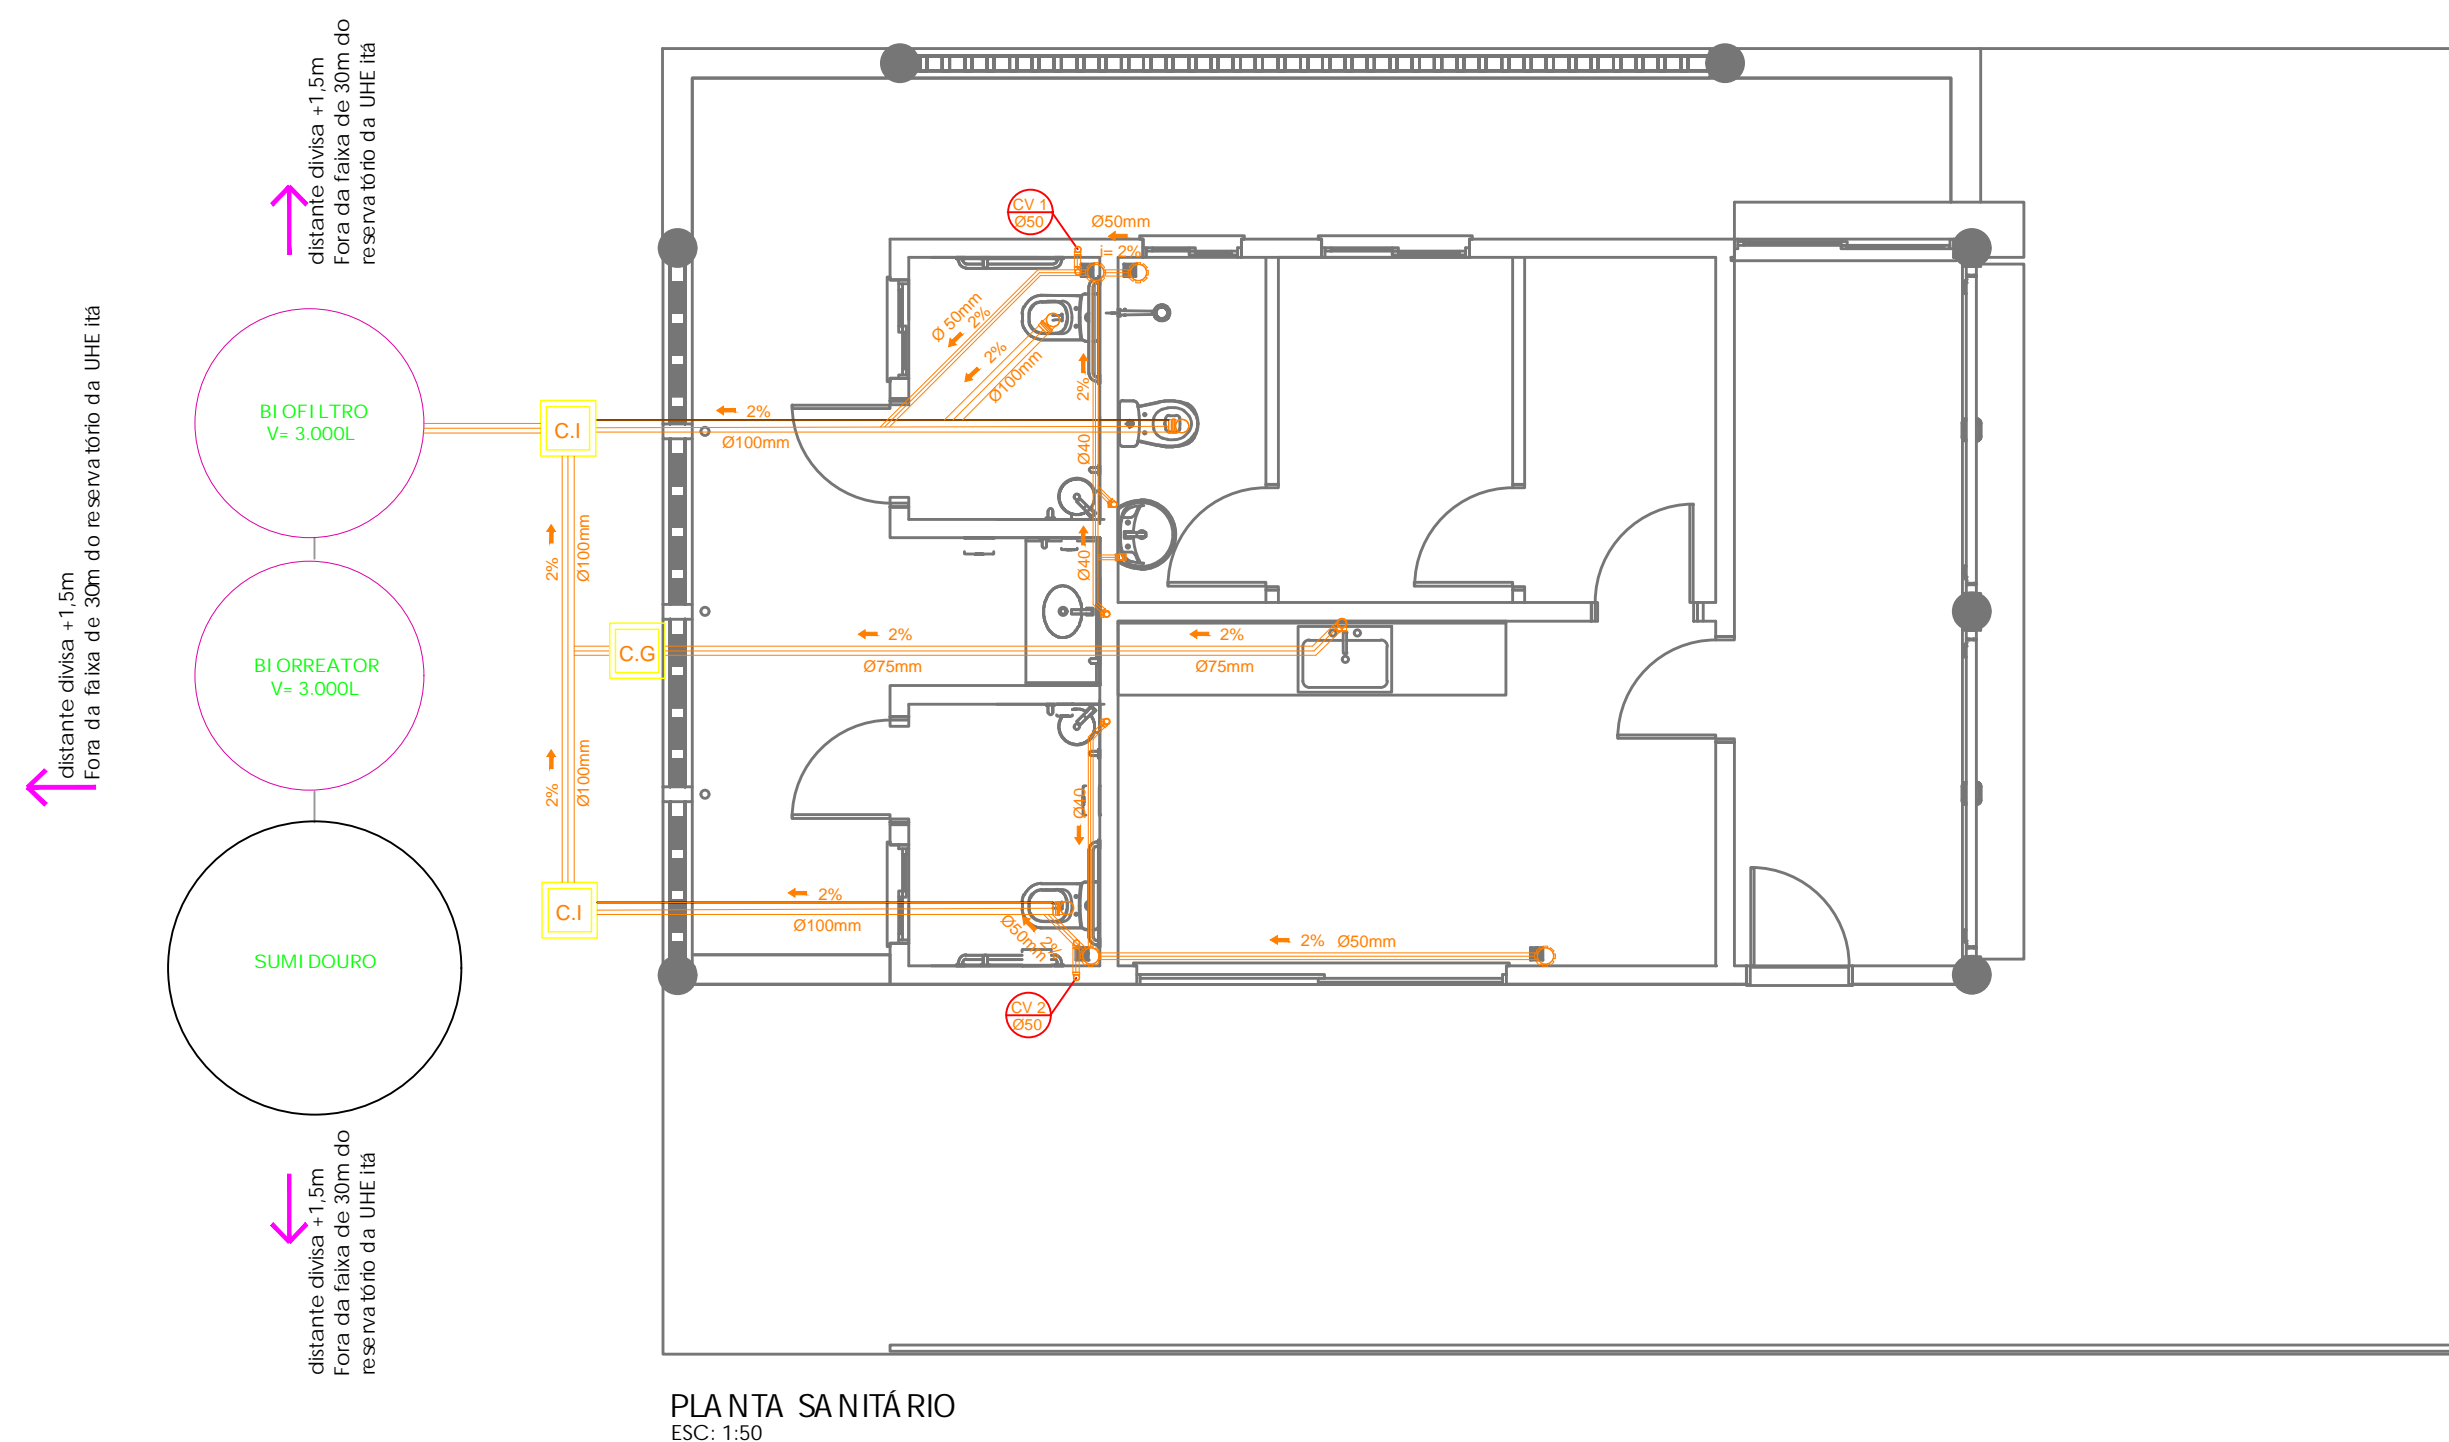 distante divisa +1,5m
Fora da faixa de 30m do
reservatório da UHE itá
distante divisa +1,5m
Fora da faixa de 30m do reservatório da UHE itá
BIOFILTRO
V= 3.000L
BIORREATOR
V= 3.000L
SUMIDOURO
distante divisa +1,5m
Fora da faixa de 30m do
reservatório da UHE itá
C.I
C.G
C.I
2%
Ø100mm
2%
Ø100mm
CV 1
Ø50
Ø50mm
i= 2%
Ø 50mm
2%
2%
Ø100mm
2%
Ø100mm
2%
Ø40
Ø40
2%
Ø75mm
2%
Ø75mm
Ø40
2%
Ø100mm
Ø50mm
2%
2%
Ø50mm
CV 2
Ø50
PLANTA SANITÁRIO
ESC: 1:50